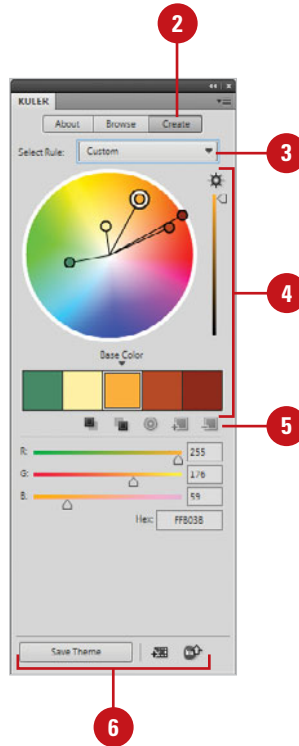 2
KULER
About Browse Create
Select Rule: Custom
3
4
Base Color
5
R: 255
G: 176
B: 59
Hex: FFB03B
Save Theme
6